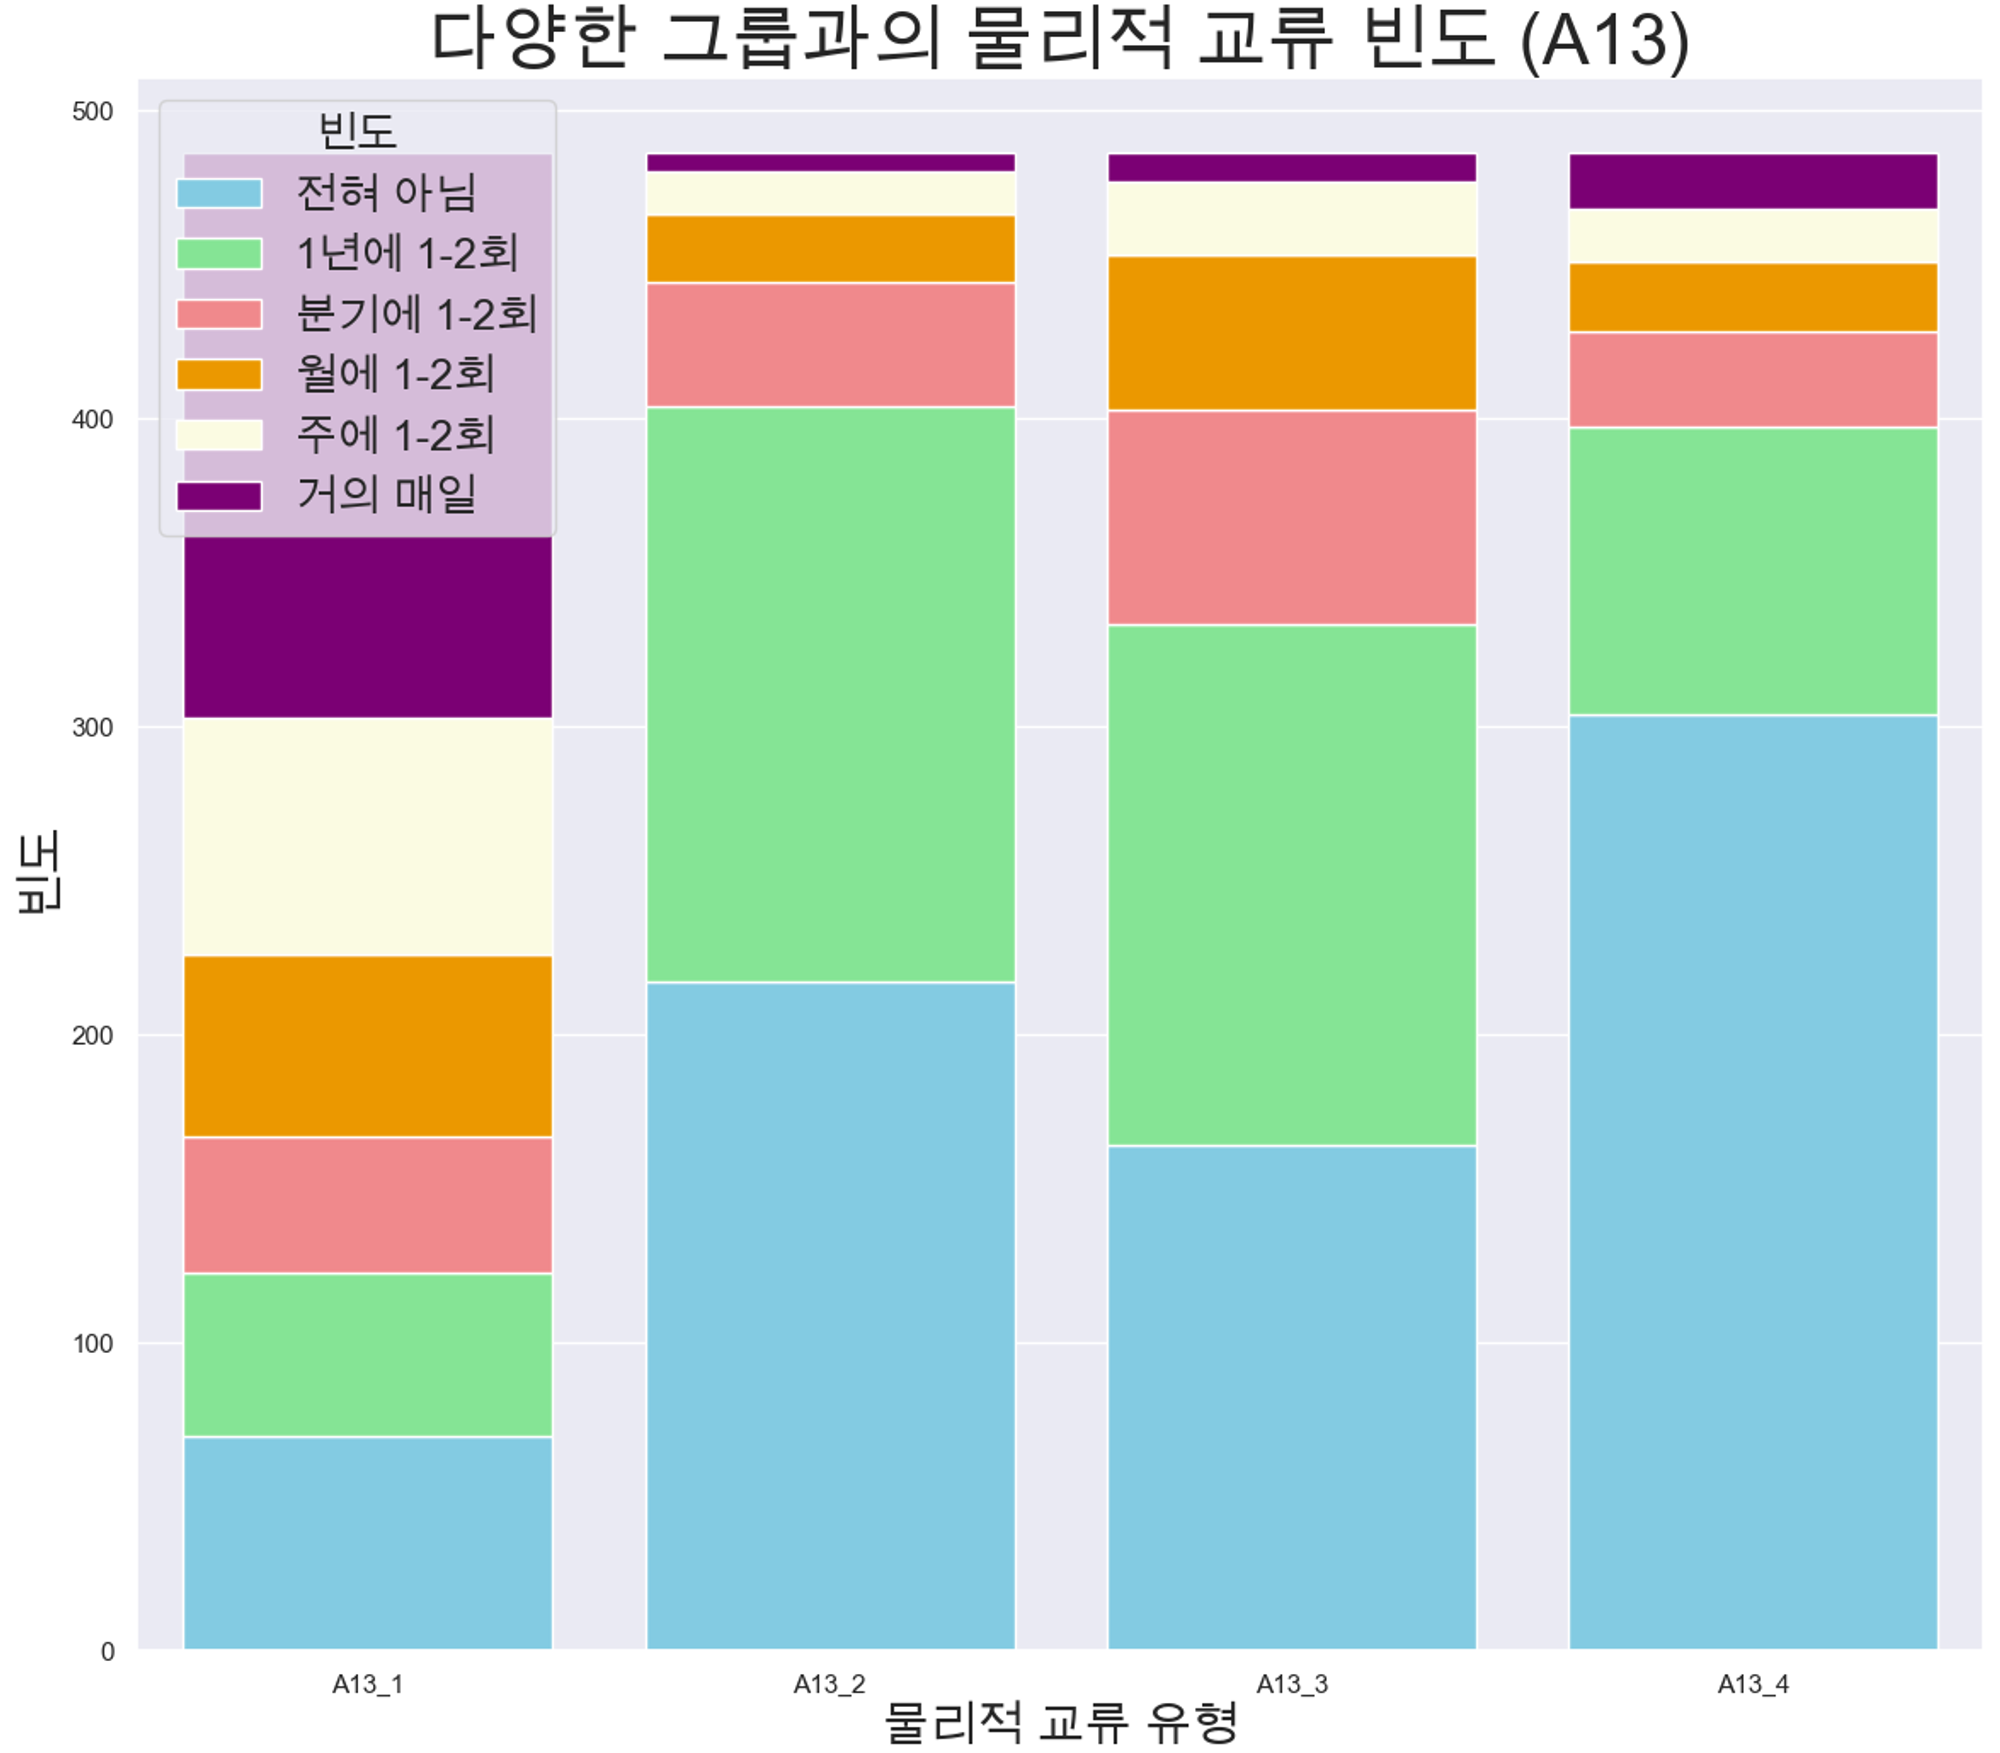 다양한 그룹과의 물리적 교류 빈도 (A13)
빈도
전혀 아님
1년에 1-2회
분기에 1-2회
월에 1-2회
주에 1-2회
거의 매일
500
400
300
200
100
0
빈도
A13_1
A13_2
A13_3
A13_4
물리적 교류 유형